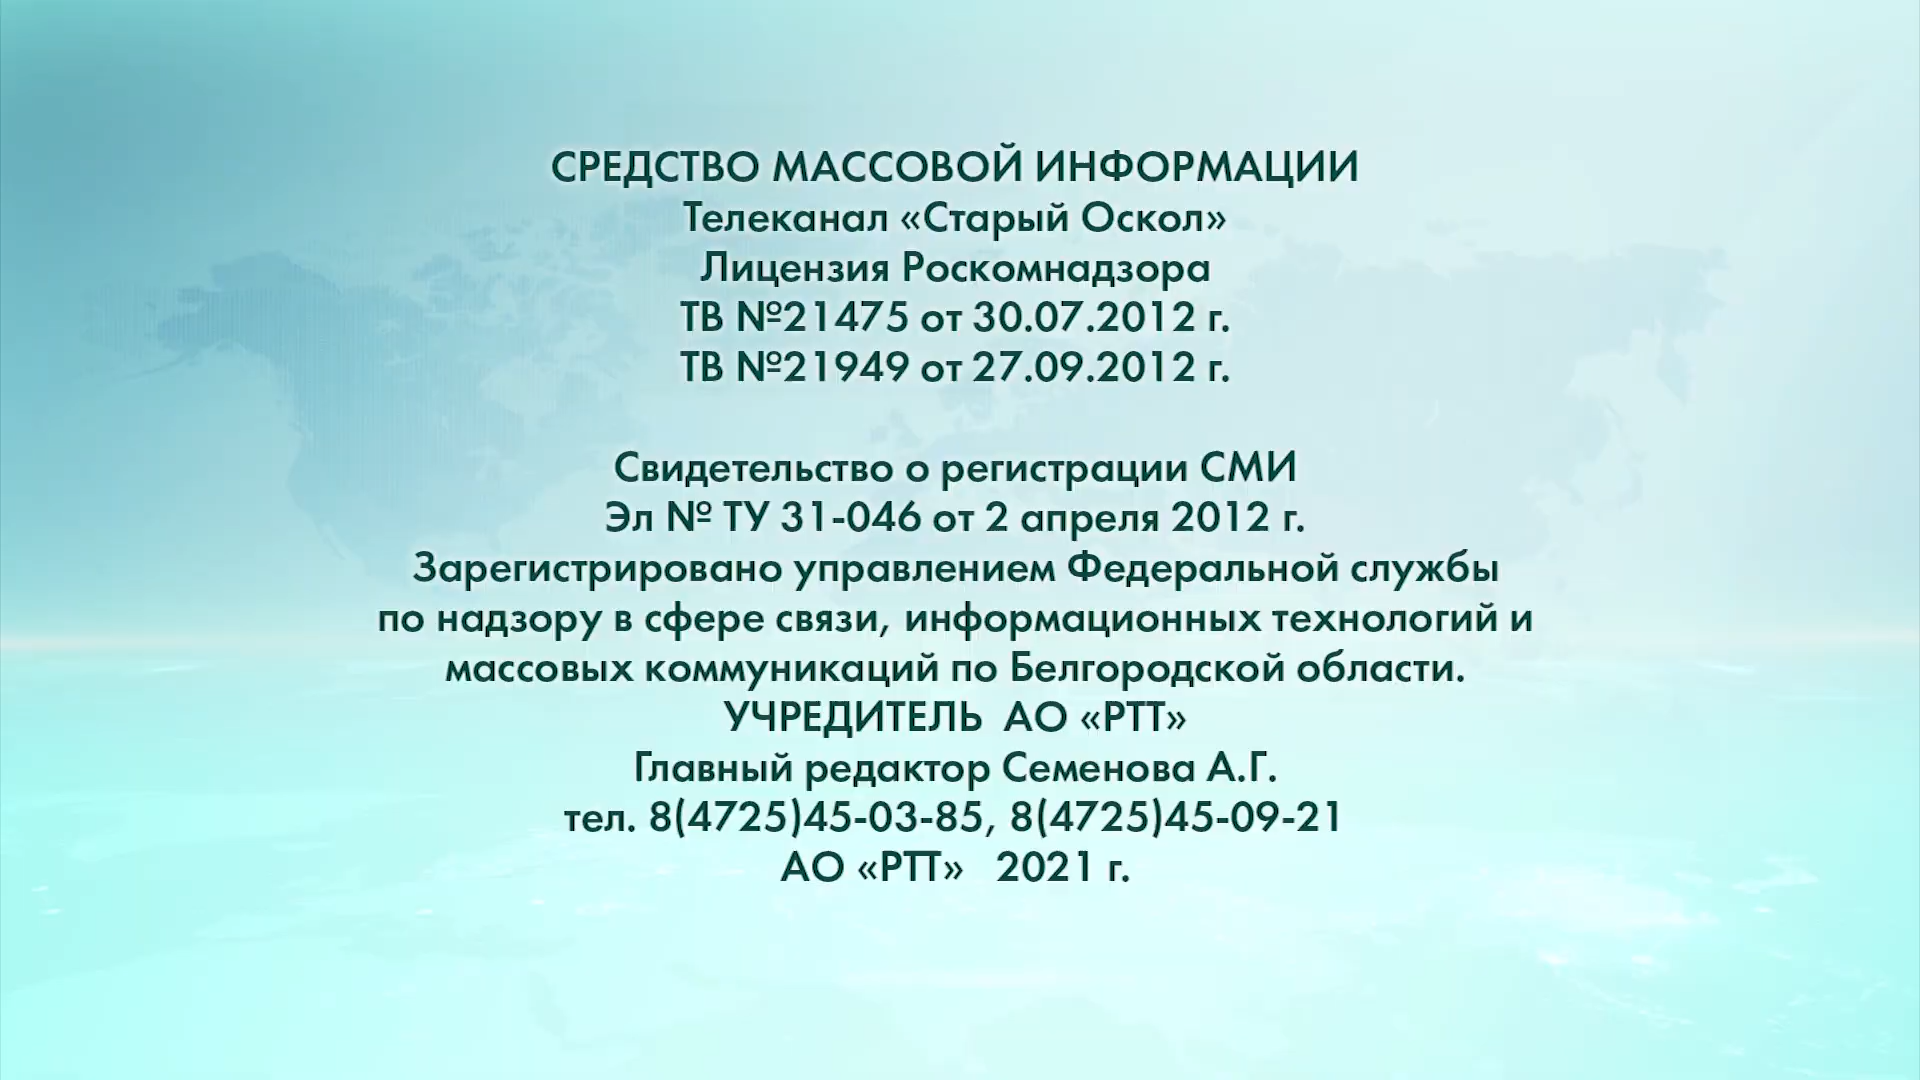 СРЕДСТВО МАССОВОЙ ИНФОРМАЦИИ
Телеканал «Старый Оскол»
Лицензия Роскомнадзора
ТВ №21475 от 30.07.2012 г.
ТВ №21949 от 27.09.2012 г.
Свидетельство о регистрации СМИ
Эл № ТУ 31-046 от 2 апреля 2012 г.
Зарегистрировано управлением Федеральной службы
по надзору в сфере связи, информационных технологий и
массовых коммуникаций по Белгородской области.
УЧРЕДИТЕЛЬ  АО «РТТ»
Главный редактор Семенова А.Г.
тел. 8(4725)45-03-85, 8(4725)45-09-21
АО «РТТ»   2021 г.